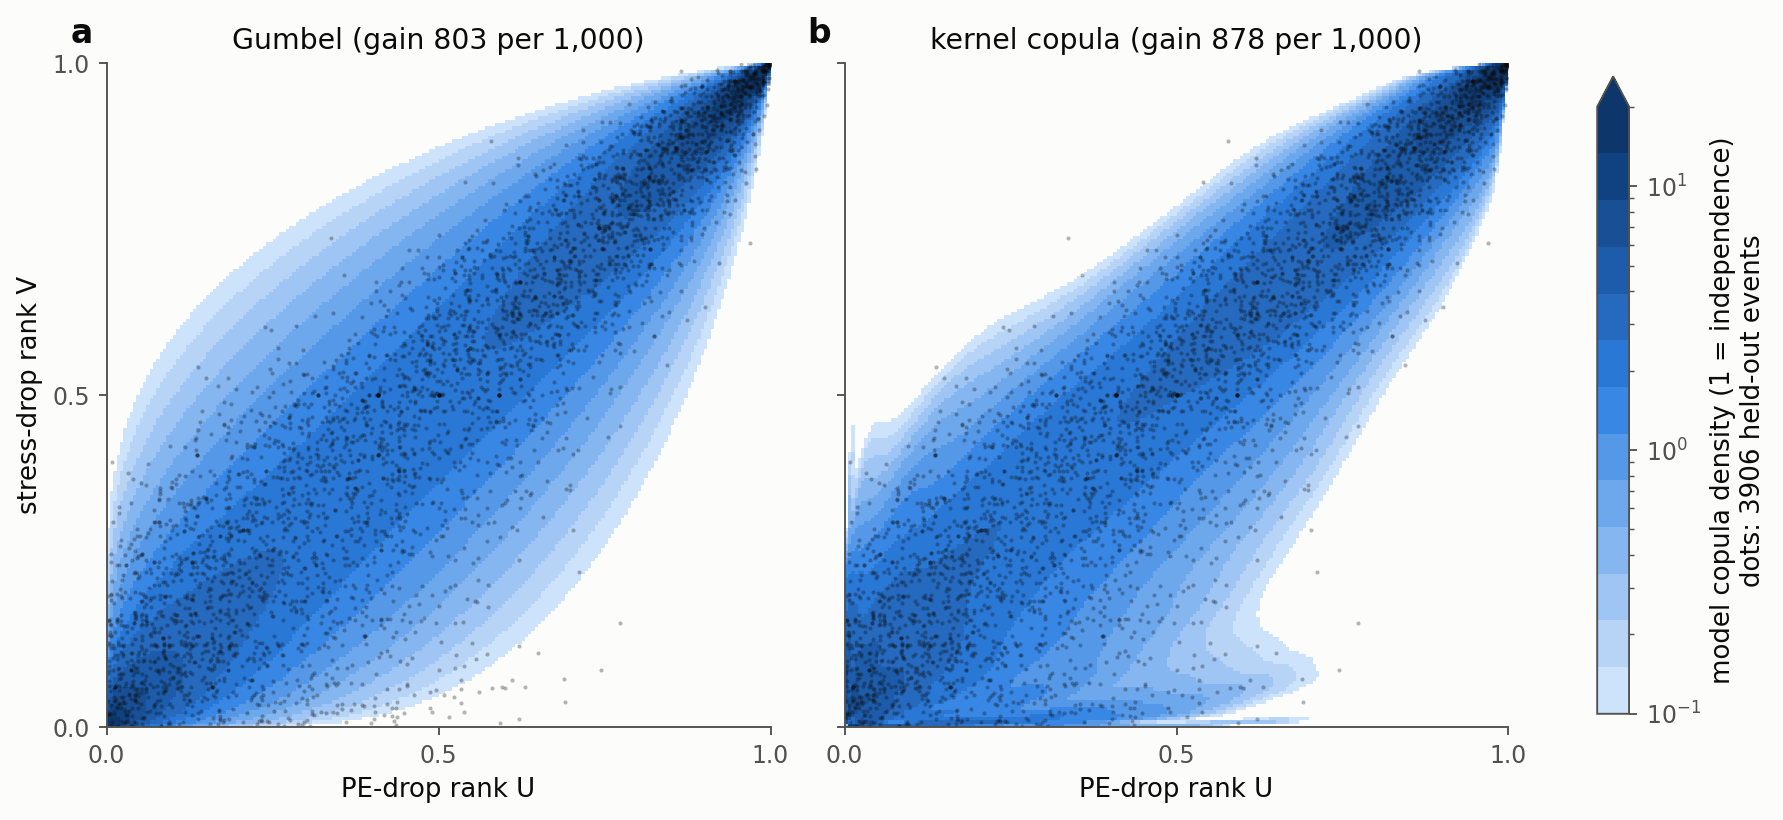 a
Gumbel (gain 803 per 1,000)
1.0
0.5
0.0
stress-drop rank V
0.0
0.5
1.0
PE-drop rank U
b
kernel copula (gain 878 per 1,000)
0.0
0.5
1.0
PE-drop rank U
10¹
10⁰
10⁻¹
model copula density (1 = independence)
dots: 3906 held-out events